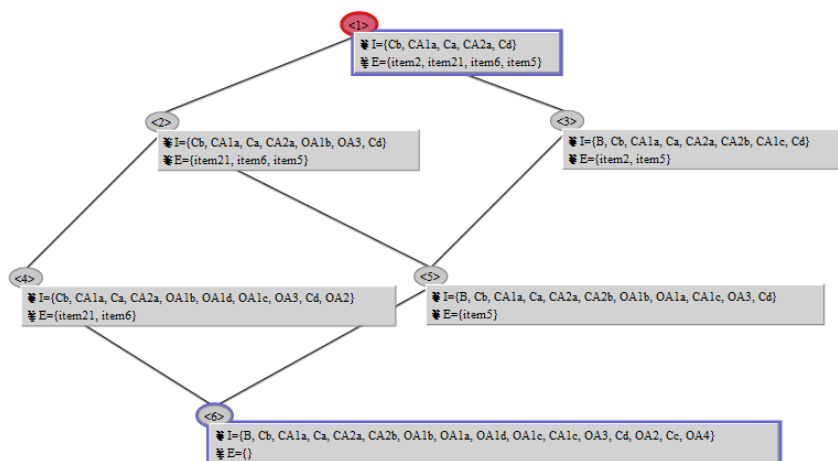 <1>
I={Cb, CA1a, Ca, CA2a, Cd}
E={item2, item21, item6, item5}
<2>
I={Cb, CA1a, Ca, CA2a, OA1b, OA3, Cd}
E={item21, item6, item5}
<3>
I={B, Cb, CA1a, Ca, CA2a, CA2b, CA1c, Cd}
E={item2, item5}
<4>
I={Cb, CA1a, Ca, CA2a, OA1b, OA1d, OA1c, OA3, Cd, OA2}
E={item21, item6}
<5>
I={B, Cb, CA1a, Ca, CA2a, CA2b, OA1b, OA1a, CA1c, OA3, Cd}
E={item5}
<6>
I={B, Cb, CA1a, Ca, CA2a, CA2b, OA1b, OA1a, OA1d, OA1c, CA1c, OA3, Cd, OA2, Cc, OA4}
E={}